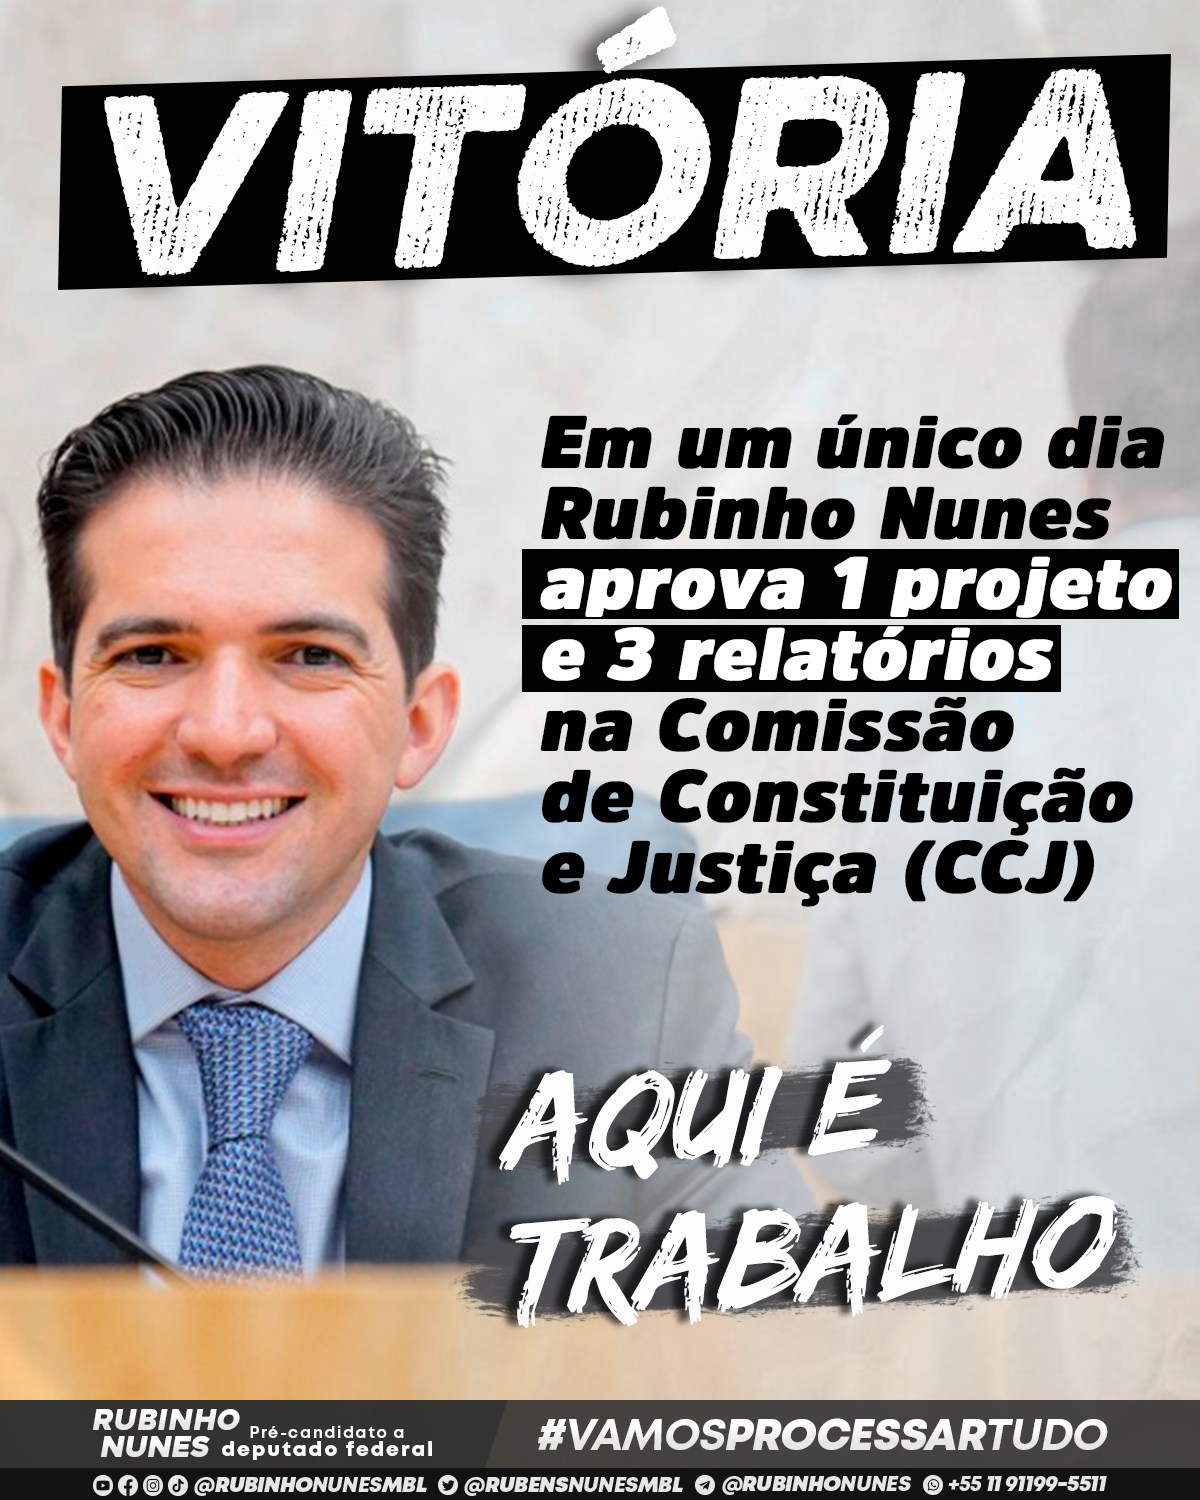 VITÓRIA
Em um único dia
Rubinho Nunes
aprova 1 projeto
e 3 relatórios
na Comissão
de Constituição
e Justiça (CCJ)
AQUI É
TRABALHO
RUBINHO
NUNES
Pré-candidato a
deputado federal
#VAMOSPROCESSARTUDO
@RUBINHONUNESMBL @RUBENSNUNESMBL @RUBINHONUNES +55 11 91199-5511